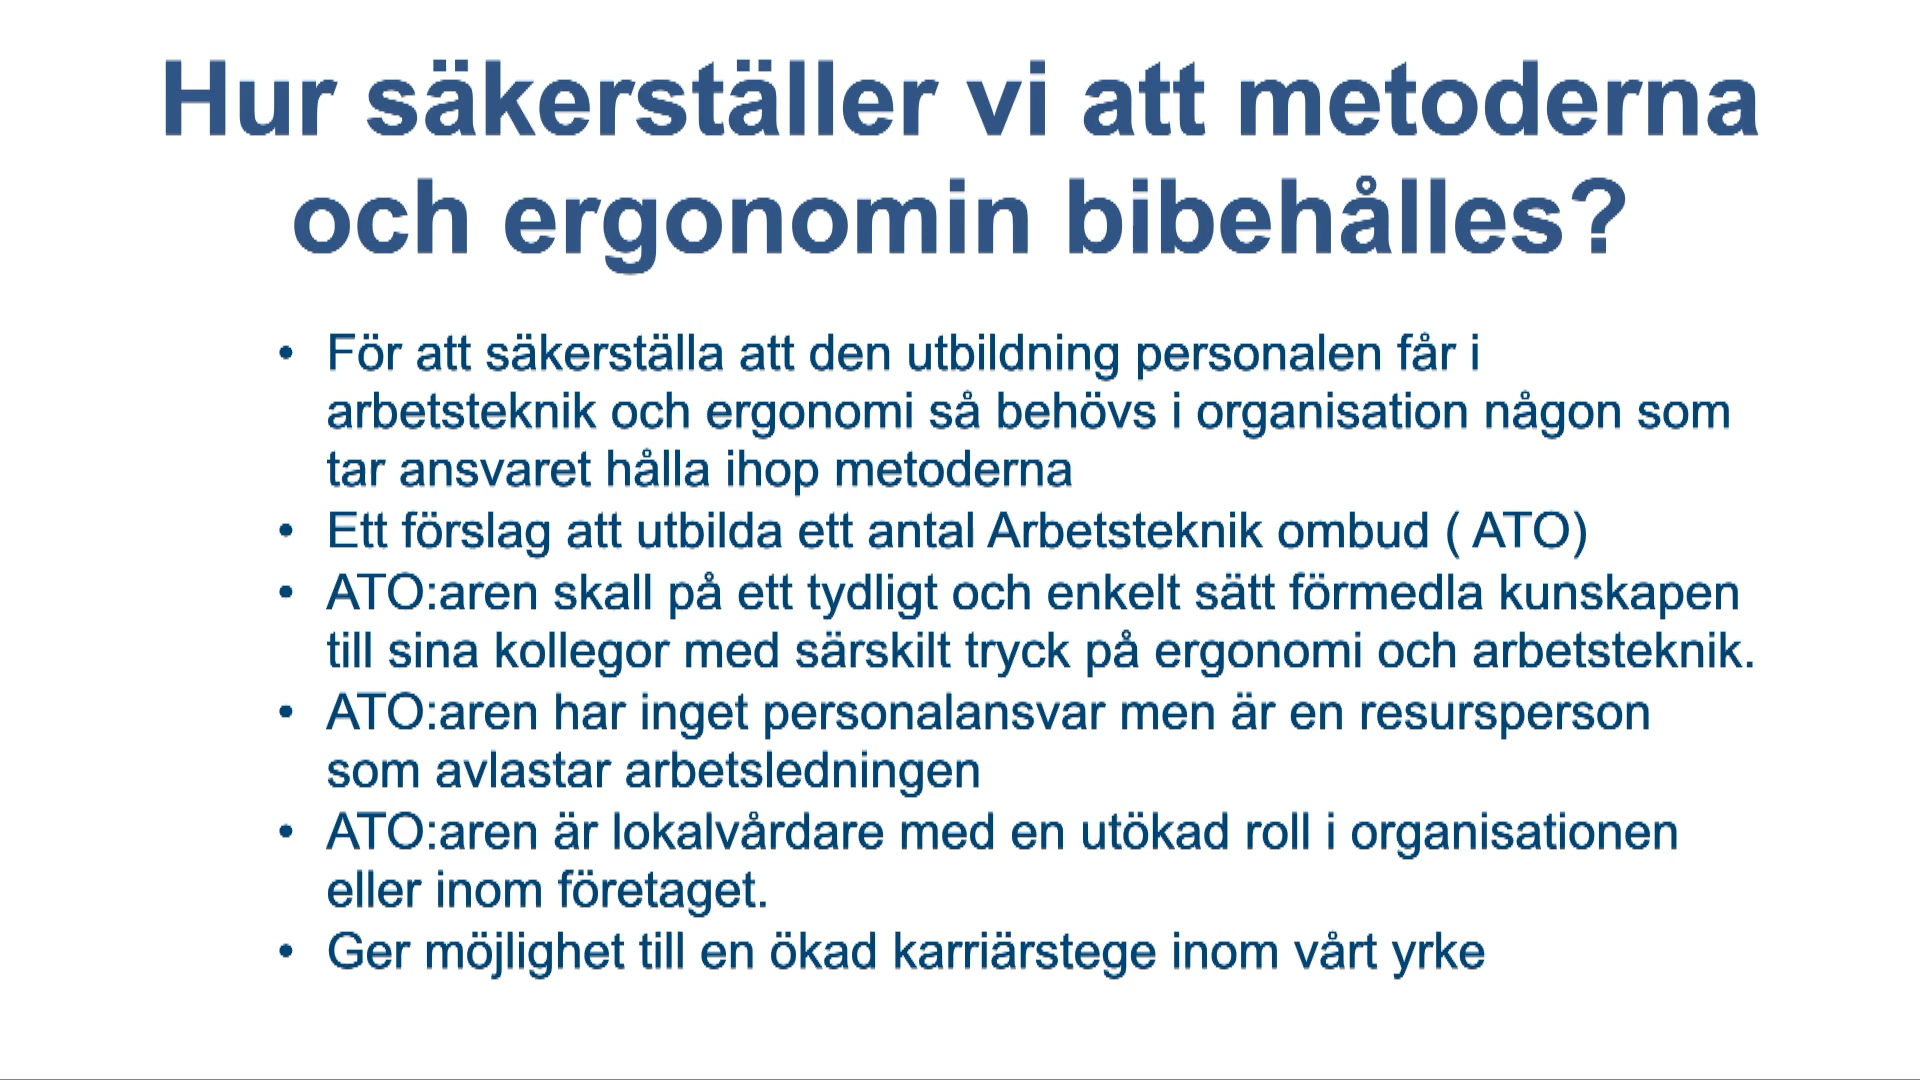 Hur säkerställer vi att metoderna
och ergonomin bibehålles?
• För att säkerställa att den utbildning personalen får i
arbetsteknik och ergonomi så behövs i organisation någon som
tar ansvaret hålla ihop metoderna
• Ett förslag att utbilda ett antal Arbetsteknik ombud ( ATO)
• ATO:aren skall på ett tydligt och enkelt sätt förmedla kunskapen
till sina kollegor med särskilt tryck på ergonomi och arbetsteknik.
• ATO:aren har inget personalansvar men är en resursperson
som avlastar arbetsledningen
• ATO:aren är lokalvårdare med en utökad roll i organisationen
eller inom företaget.
• Ger möjlighet till en ökad karriärstege inom vårt yrke